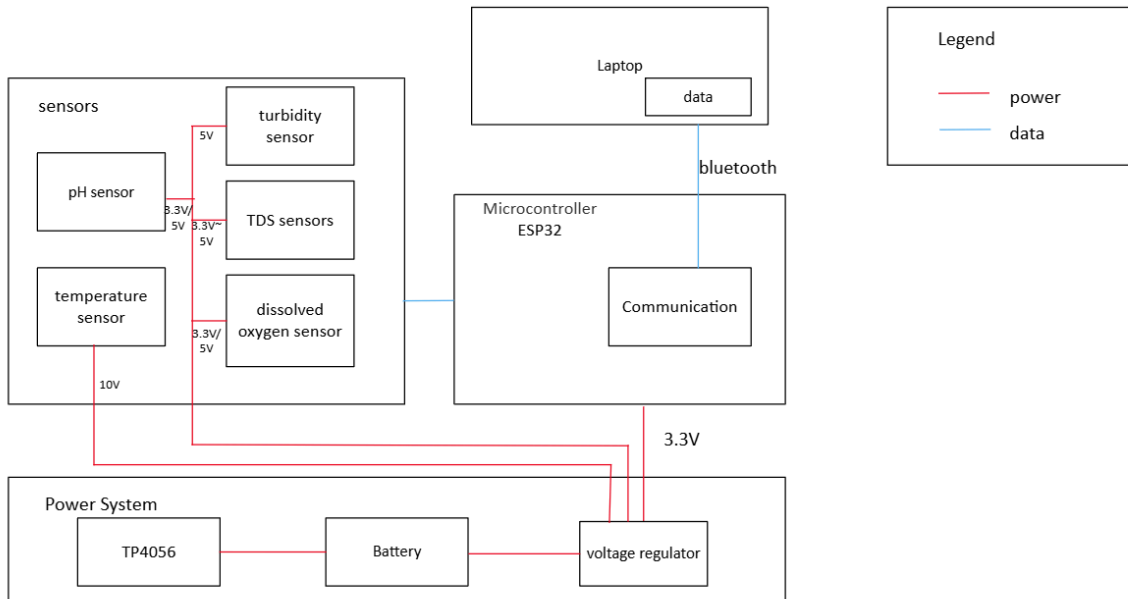 Legend
power
data
Laptop
data
bluetooth
sensors
turbidity
sensor
5V
pH sensor
3.3V/
5V
TDS sensors
3.3V~
5V
temperature
sensor
dissolved
oxygen sensor
3.3V/
5V
10V
Microcontroller
ESP32
Communication
3.3V
Power System
TP4056
Battery
voltage regulator